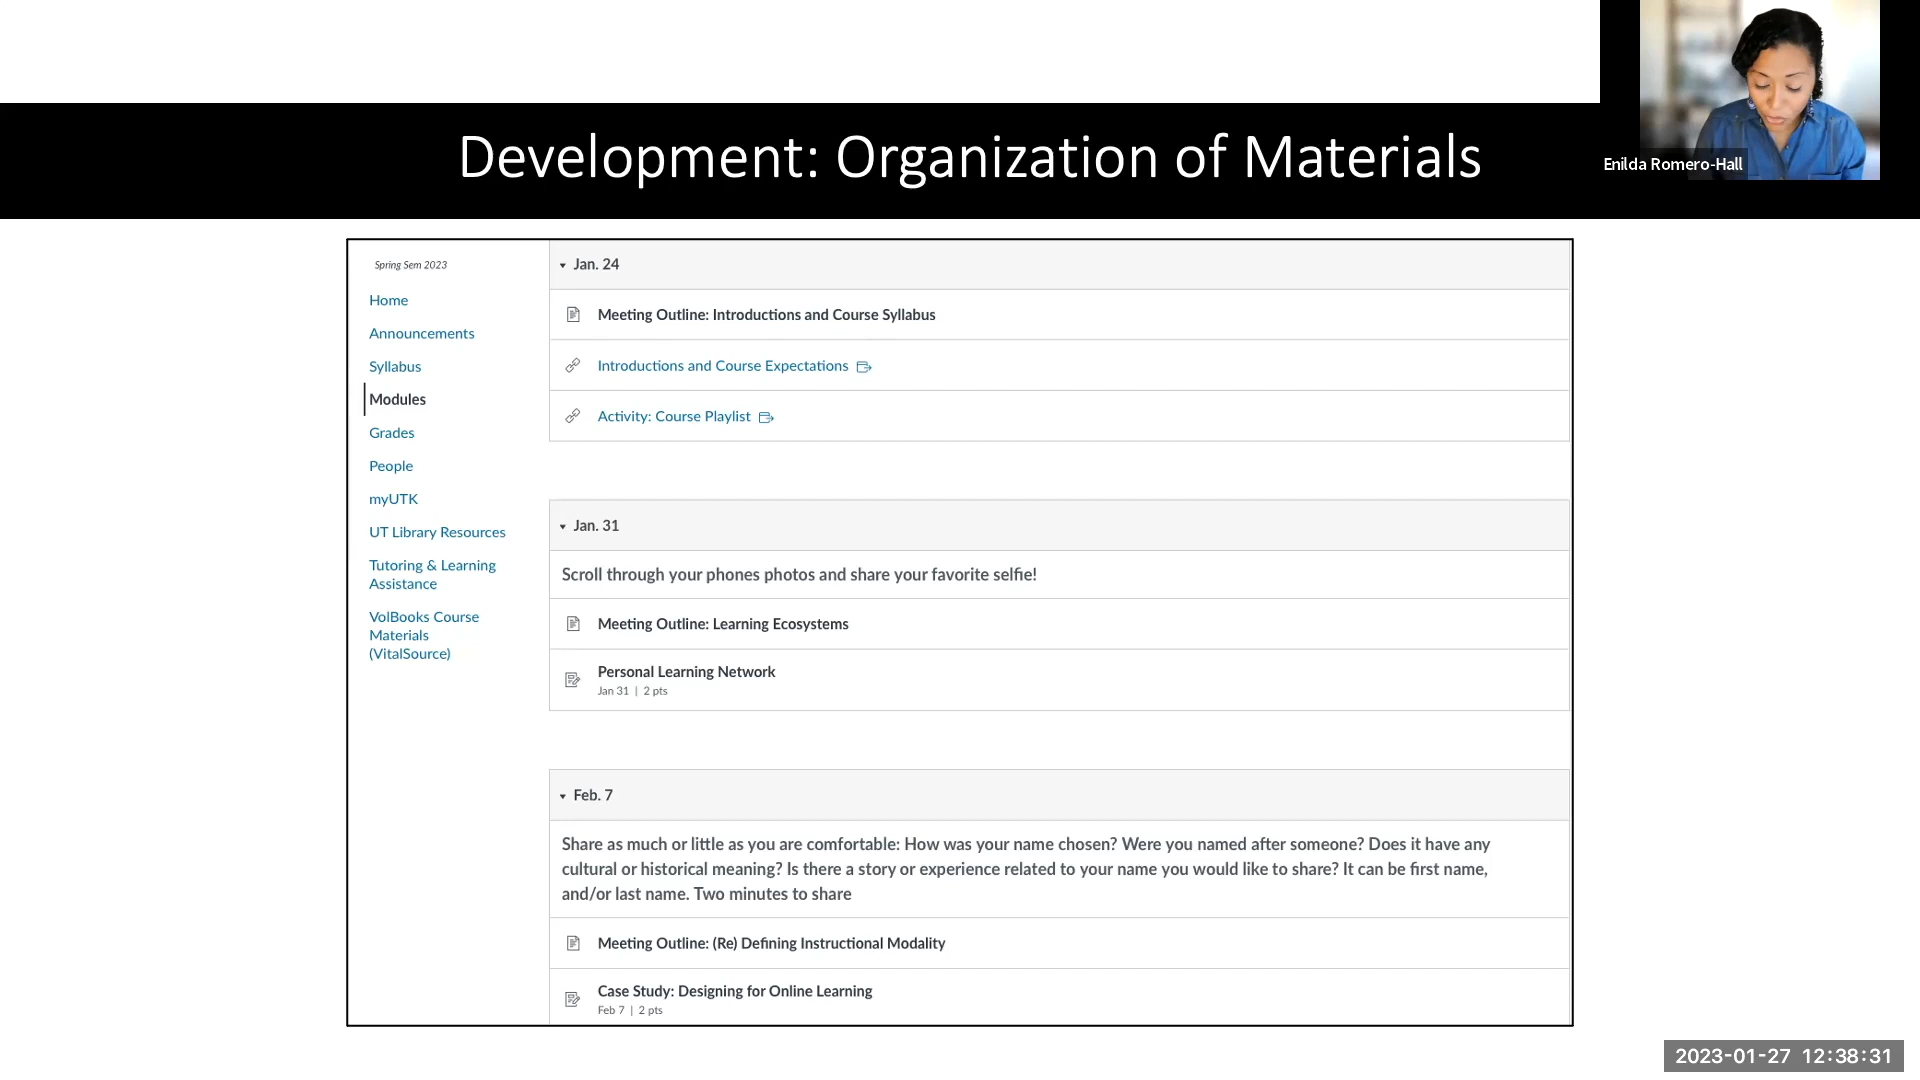 Development: Organization of Materials
Enilda Romero-Hall
Spring Sem 2023
Home
Announcements
Syllabus
Modules
Grades
People
myUTK
UT Library Resources
Tutoring & Learning
Assistance
VolBooks Course
Materials
(VitalSource)
Jan. 24
Meeting Outline: Introductions and Course Syllabus
Introductions and Course Expectations
Activity: Course Playlist
Jan. 31
Scroll through your phones photos and share your favorite selfie!
Meeting Outline: Learning Ecosystems
Personal Learning Network
Jan 31 | 2 pts
Feb. 7
Share as much or little as you are comfortable: How was your name chosen? Were you named after someone? Does it have any
cultural or historical meaning? Is there a story or experience related to your name you would like to share? It can be first name,
and/or last name. Two minutes to share
Meeting Outline: (Re) Defining Instructional Modality
Case Study: Designing for Online Learning
Feb 7 | 2 pts
2023-01-27 12:38:31